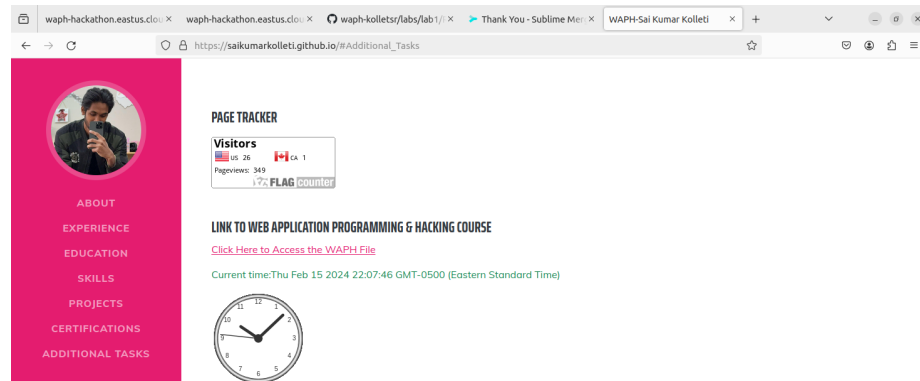 waph-hackathon.eastus.clou
waph-hackathon.eastus.clou
waph-kolletsr/labs/lab1/
Thank You - Sublime Mer
WAPH-Sai Kumar Kolleti
https://saikumarkolleti.github.io/#Additional_Tasks
ABOUT
EXPERIENCE
EDUCATION
SKILLS
PROJECTS
CERTIFICATIONS
ADDITIONAL TASKS
PAGE TRACKER
Visitors
US 26 CA 1
Pageviews: 349
FLAG counter
LINK TO WEB APPLICATION PROGRAMMING & HACKING COURSE
Click Here to Access the WAPH File
Current time:Thu Feb 15 2024 22:07:46 GMT-0500 (Eastern Standard Time)
12
11 1
10 2
9 3
8 4
7 5
6